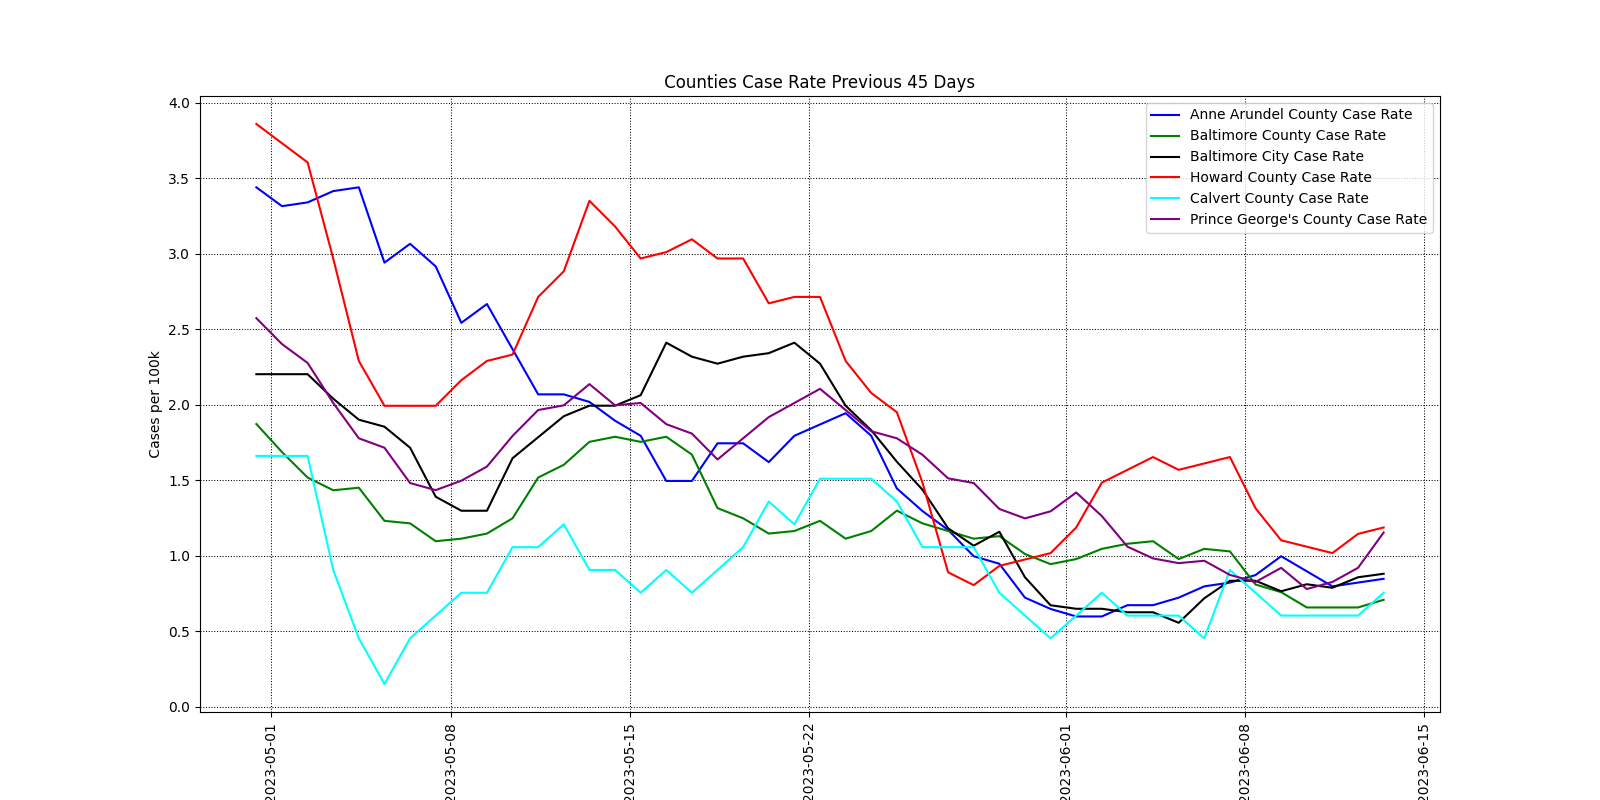 Counties Case Rate Previous 45 Days
4.0
3.5
3.0
2.5
2.0
1.5
1.0
0.5
0.0
Cases per 100k
Anne Arundel County Case Rate
Baltimore County Case Rate
Baltimore City Case Rate
Howard County Case Rate
Calvert County Case Rate
Prince George's County Case Rate
2023-05-01
2023-05-08
2023-05-15
2023-05-22
2023-06-01
2023-06-08
2023-06-15